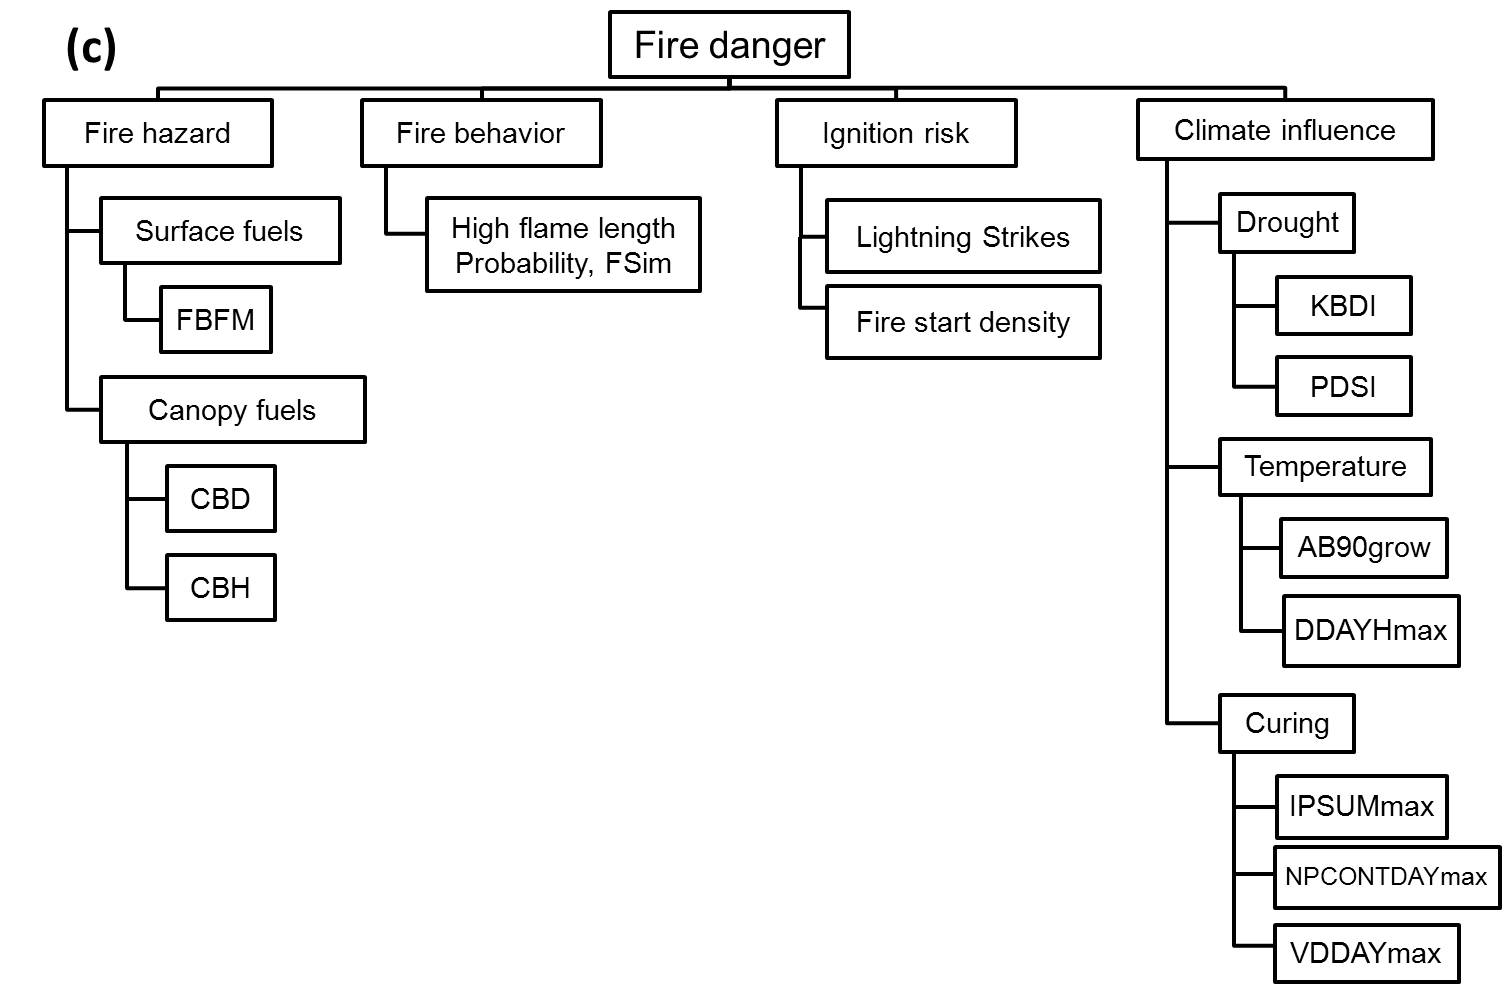 (c)
Fire danger
Fire hazard
Surface fuels
FBFM
Canopy fuels
CBD
CBH
Fire behavior
High flame length
Probability, FSim
Ignition risk
Lightning Strikes
Fire start density
Climate influence
Drought
KBDI
PDSI
Temperature
AB90grow
DDAYHmax
Curing
IPSUMmax
NPCONTDAYmax
VDDAYmax